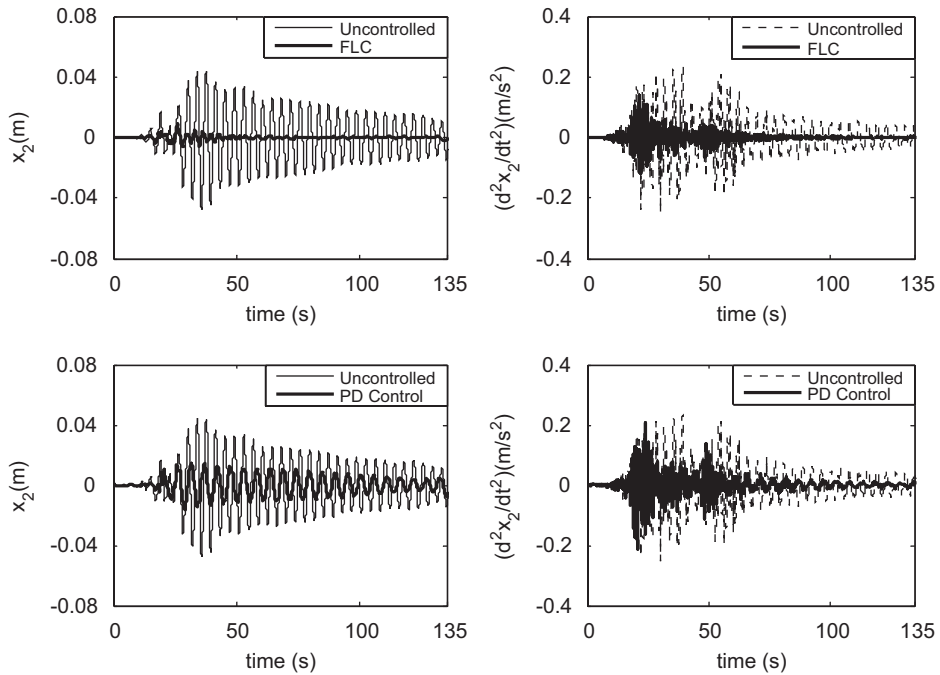 0.08
0.04
0
-0.04
-0.08
x2(m)
Uncontrolled
FLC
0 50 100 135
time (s)
0.4
0.2
0
-0.2
-0.4
(d²x2/dt²)(m/s²)
Uncontrolled
FLC
0 50 100 135
time (s)
0.08
0.04
0
-0.04
-0.08
x2(m)
Uncontrolled
PD Control
0 50 100 135
time (s)
0.4
0.2
0
-0.2
-0.4
(d²x2/dt²)(m/s²)
Uncontrolled
PD Control
0 50 100 135
time (s)